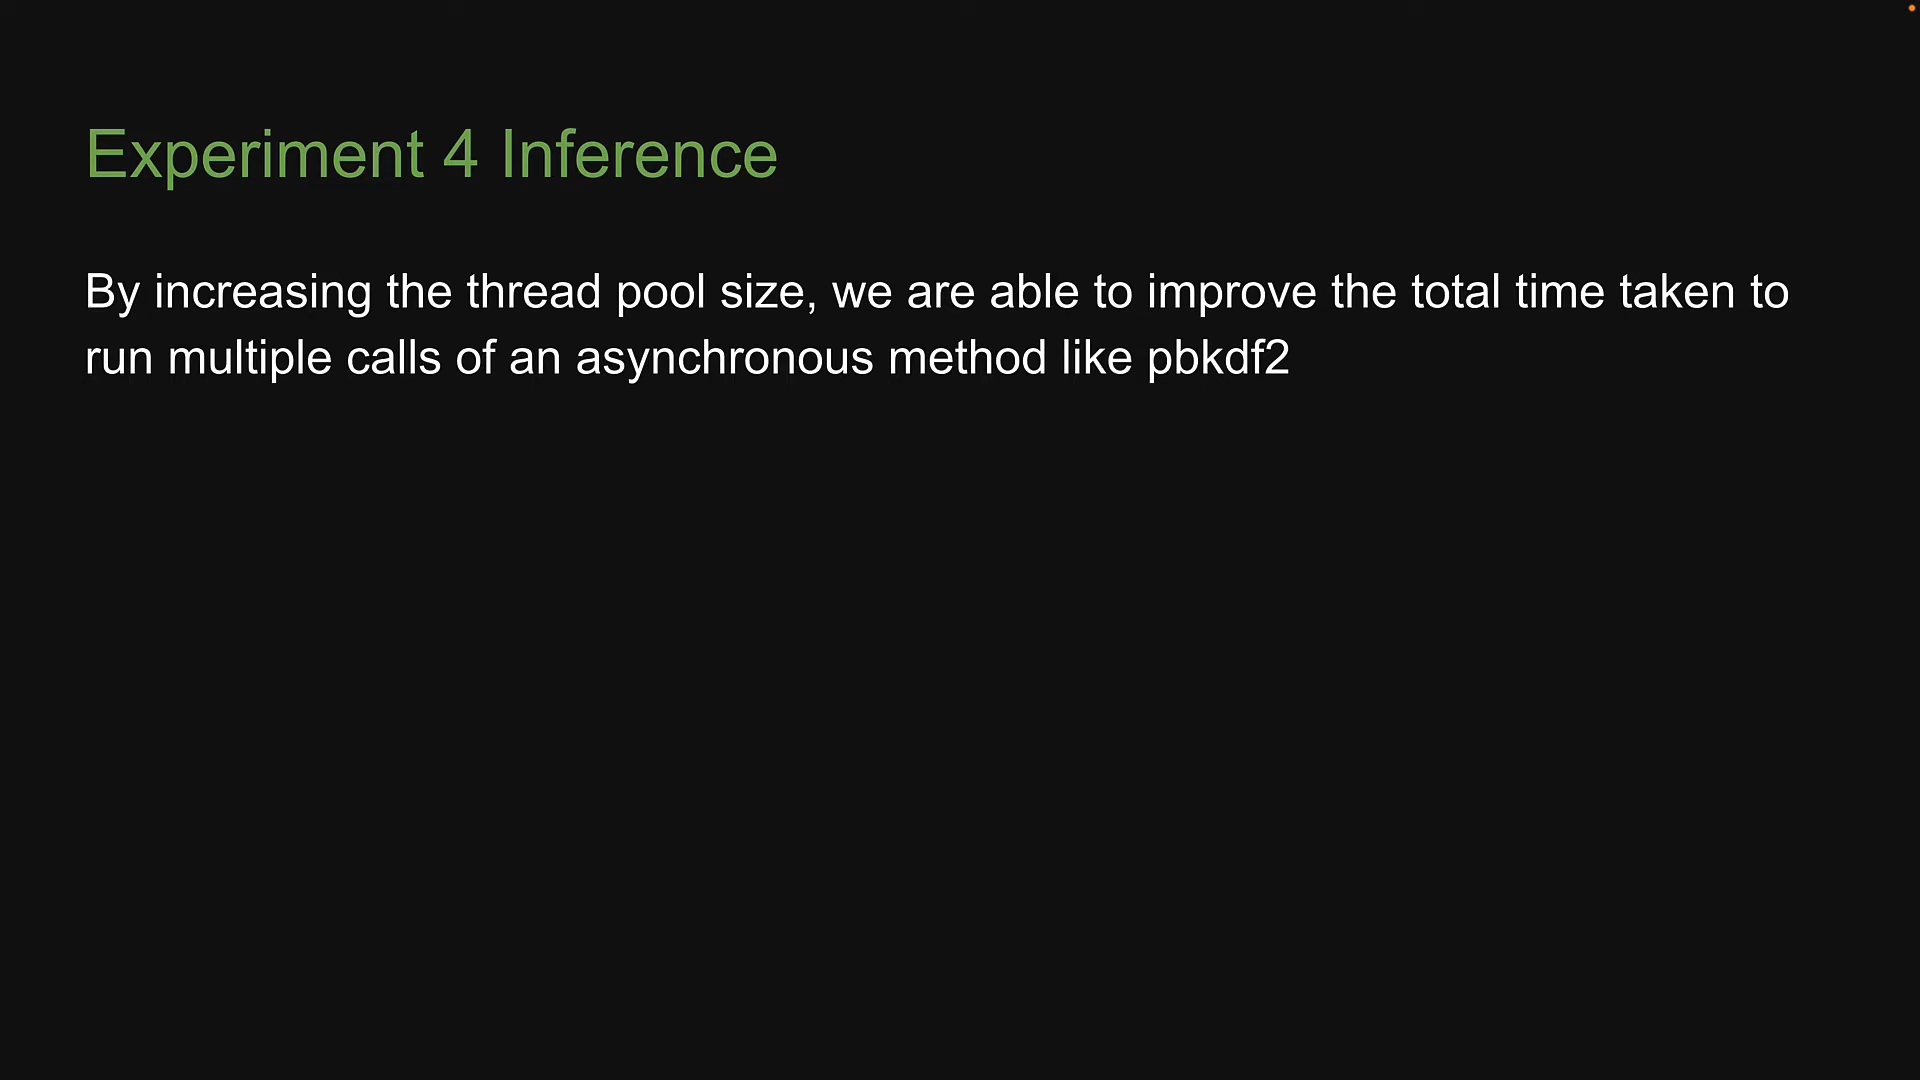 Experiment 4 Inference
By increasing the thread pool size, we are able to improve the total time taken to
run multiple calls of an asynchronous method like pbkdf2